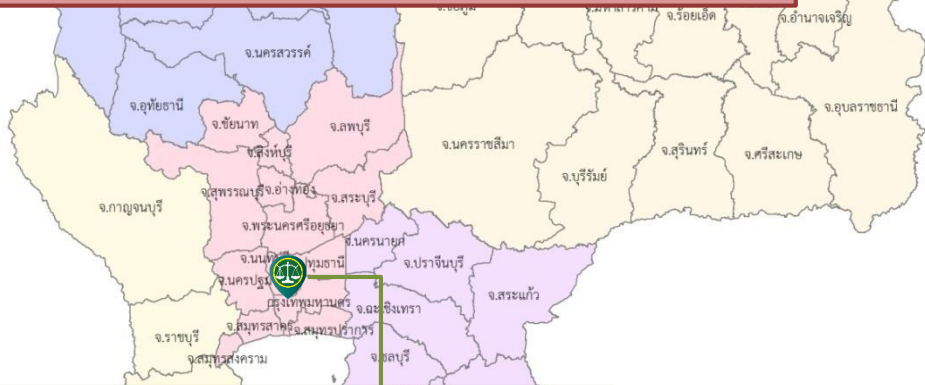 จ.ร้อยเอ็ด
จ.อำนาจเจริญ
จ.นครสวรรค์
จ.อุทัยธานี
จ.อุบลราชธานี
จ.ชัยนาท
จ.ลพบุรี
จ.นครราชสีมา
จ.สุรินทร์
จ.ศรีสะเกษ
จ.สิงห์บุรี
จ.บุรีรัมย์
จ.สุพรรณบุรี
จ.อ่างทอง
จ.สระบุรี
จ.กาญจนบุรี
จ.พระนครศรีอยุธยา
จ.นครนายก
จ.ปราจีนบุรี
จ.สระแก้ว
กรุงเทพมหานคร
จ.ฉะเชิงเทรา
จ.สมุทรสาคร
จ.สมุทรปราการ
จ.ราชบุรี
จ.สมุทรสงคราม
จ.ชลบุรี